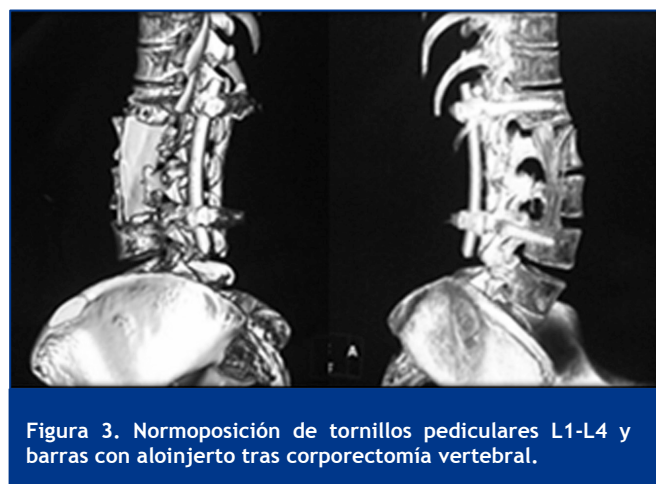 A
Figura 3. Normoposición de tornillos pediculares L1-L4 y
barras con aloinjerto tras corporectomía vertebral.